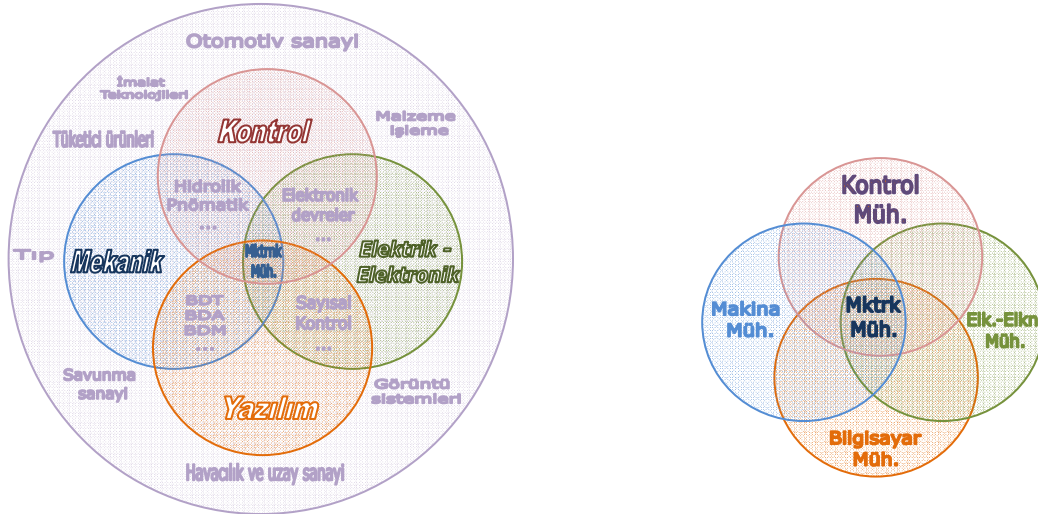 Otomotiv sanayi
İmalat
Teknolojileri
Malzeme
işleme
Kontrol
Tüketici ürünleri
Hidrolik
Pnömatik
...
Elektronik
devreler
...
Tıp
Mekanik
Mktrnk
Müh.
Elektrik -
Elektronik
BDT
BDA
BDM
...
Sayısal
Kontrol
...
Savunma
sanayi
Görüntü
sistemleri
Yazılım
Havacılık ve uzay sanayi
Kontrol
Müh.
Makina
Müh.
Mktrk
Müh.
Elk.-Elkn
Müh.
Bilgisayar
Müh.